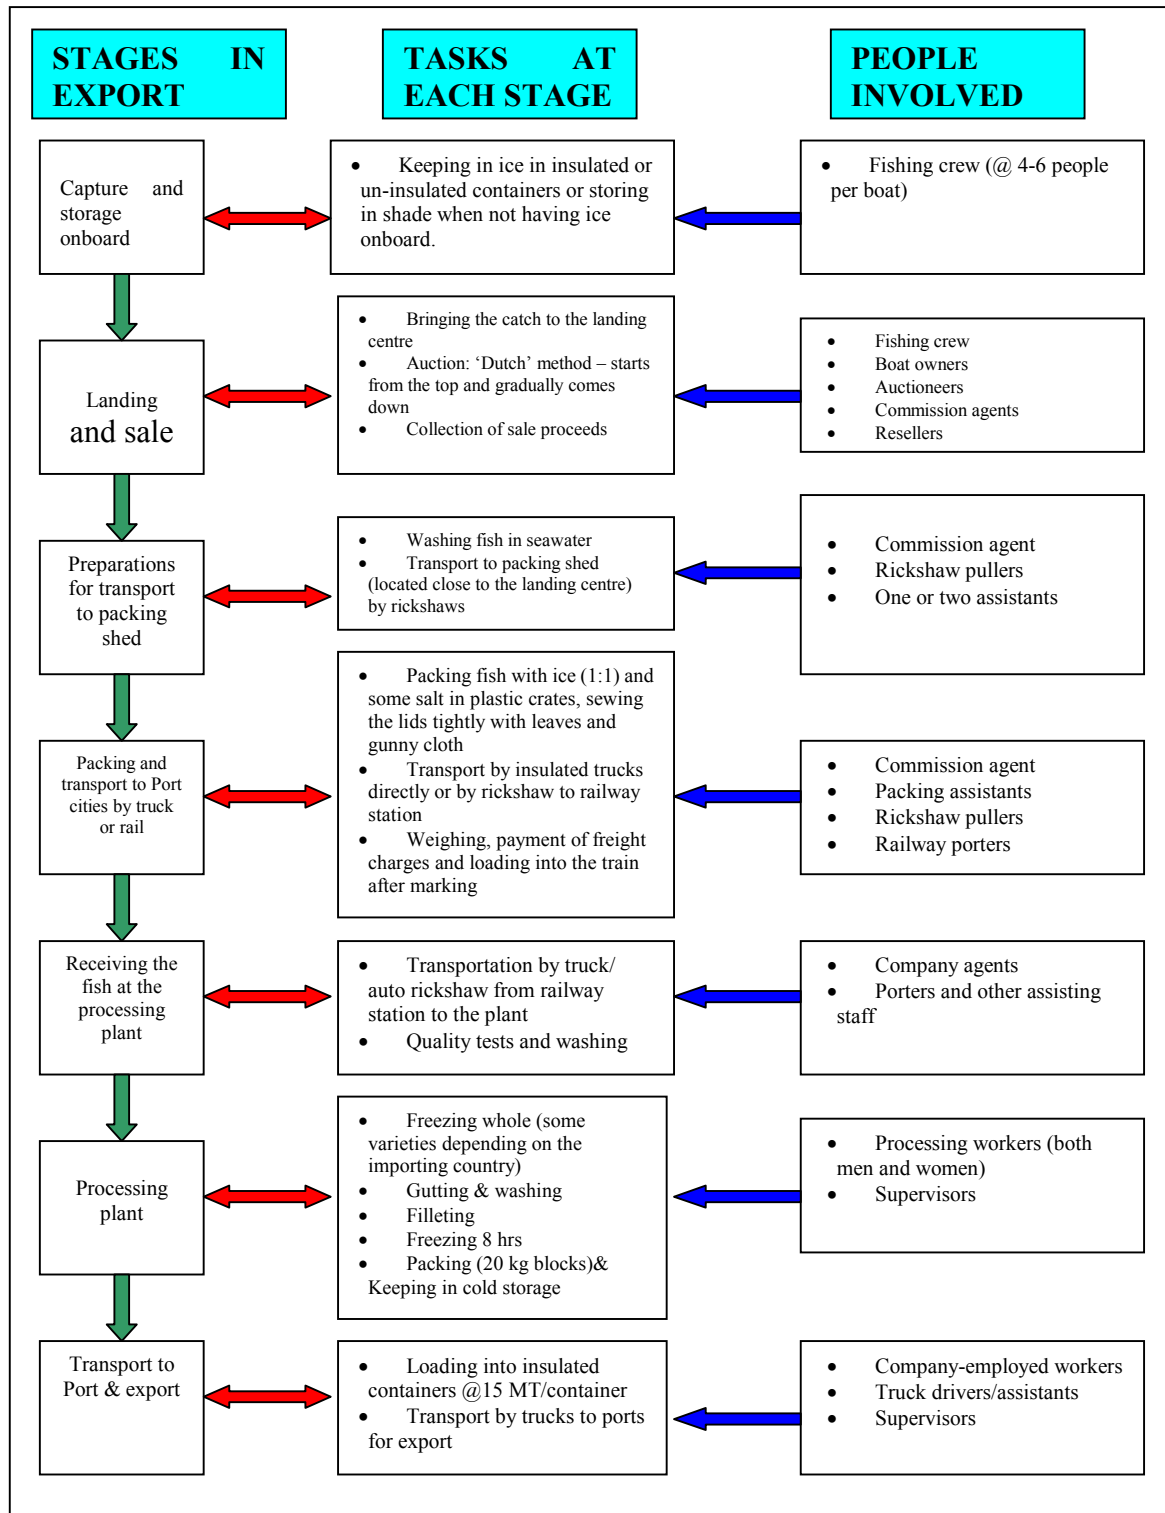 STAGES IN
EXPORT
TASKS AT
EACH STAGE
PEOPLE
INVOLVED
Capture and
storage
onboard
• Keeping in ice in insulated or
un-insulated containers or storing
in shade when not having ice
onboard.
• Fishing crew (@ 4-6 people
per boat)
Landing
and sale
• Bringing the catch to the landing
centre
• Auction: ‘Dutch’ method – starts
from the top and gradually comes
down
• Collection of sale proceeds
• Fishing crew
• Boat owners
• Auctioneers
• Commission agents
• Resellers
Preparations
for transport
to packing
shed
• Washing fish in seawater
• Transport to packing shed
(located close to the landing centre)
by rickshaws
• Commission agent
• Rickshaw pullers
• One or two assistants
Packing and
transport to Port
cities by truck
or rail
• Packing fish with ice (1:1) and
some salt in plastic crates, sewing
the lids tightly with leaves and
gunny cloth
• Transport by insulated trucks
directly or by rickshaw to railway
station
• Weighing, payment of freight
charges and loading into the train
after marking
• Commission agent
• Packing assistants
• Rickshaw pullers
• Railway porters
Receiving the
fish at the
processing
plant
• Transportation by truck/
auto rickshaw from railway
station to the plant
• Quality tests and washing
• Company agents
• Porters and other assisting
staff
Processing
plant
• Freezing whole (some
varieties depending on the
importing country)
• Gutting & washing
• Filleting
• Freezing 8 hrs
• Packing (20 kg blocks)&
Keeping in cold storage
• Processing workers (both
men and women)
• Supervisors
Transport to
Port & export
• Loading into insulated
containers @15 MT/container
• Transport by trucks to ports
for export
• Company-employed workers
• Truck drivers/assistants
• Supervisors